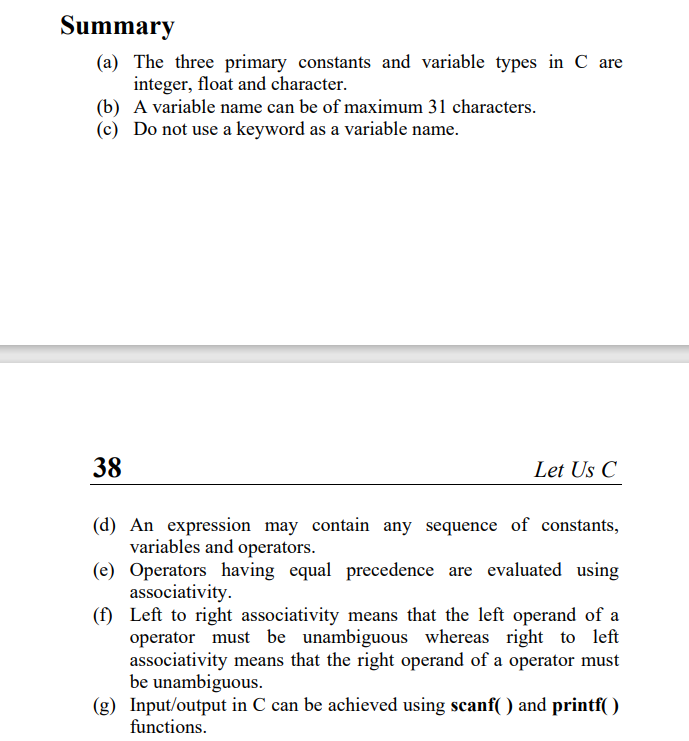 Summary
(a) The three primary constants and variable types in C are
integer, float and character.
(b) A variable name can be of maximum 31 characters.
(c) Do not use a keyword as a variable name.
38 Let Us C
(d) An expression may contain any sequence of constants,
variables and operators.
(e) Operators having equal precedence are evaluated using
associativity.
(f) Left to right associativity means that the left operand of a
operator must be unambiguous whereas right to left
associativity means that the right operand of a operator must
be unambiguous.
(g) Input/output in C can be achieved using scanf( ) and printf( )
functions.